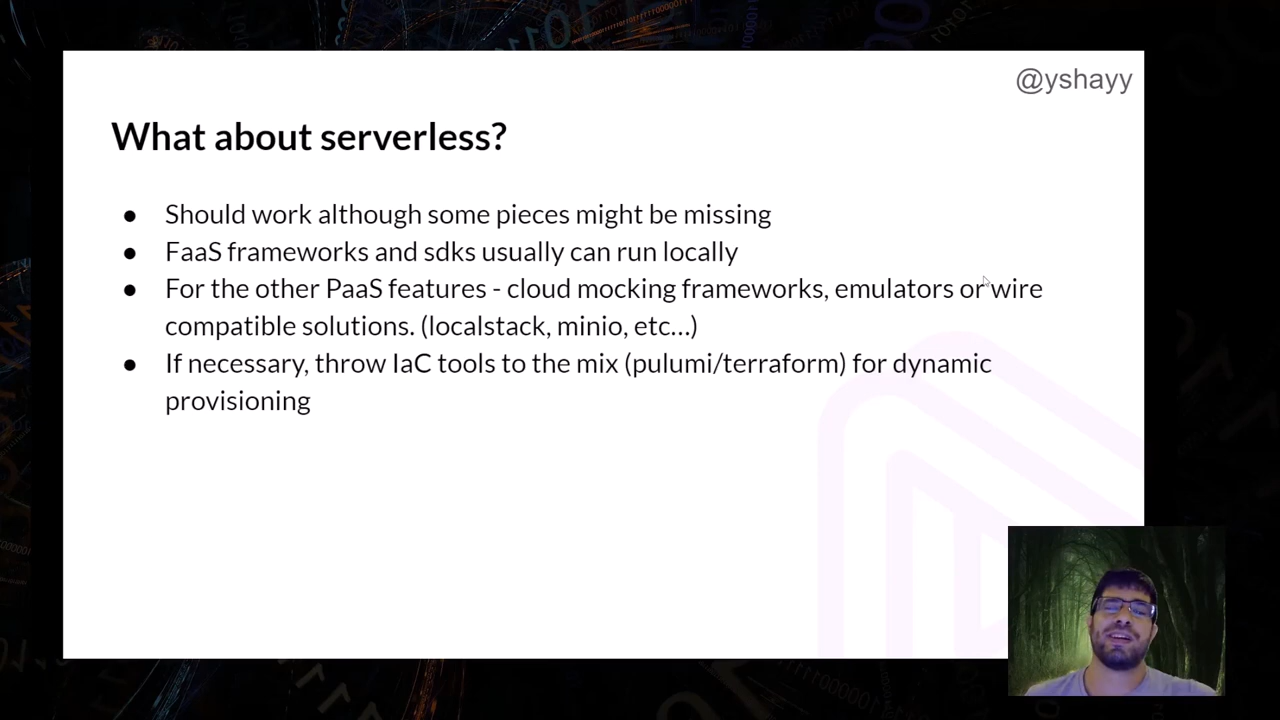 @yshayy
What about serverless?
● Should work although some pieces might be missing
● FaaS frameworks and sdks usually can run locally
● For the other PaaS features - cloud mocking frameworks, emulators or wire
compatible solutions. (localstack, minio, etc...)
● If necessary, throw IaC tools to the mix (pulumi/terraform) for dynamic
provisioning